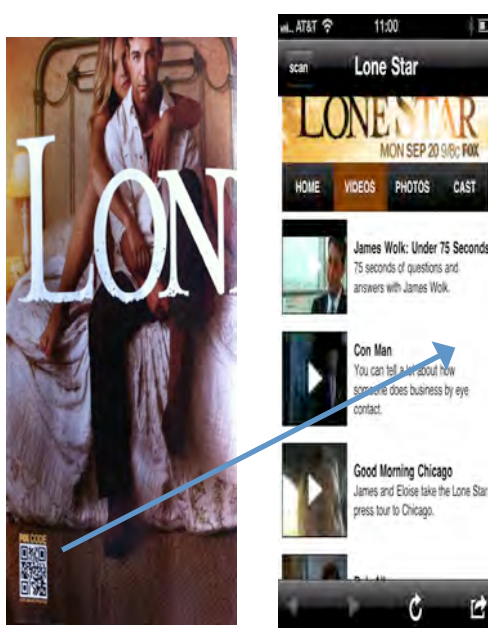 LON
FOX CODE
AT&T 11:00
scan Lone Star
LONE STAR
MON SEP 20 9/8c FOX
HOME VIDEOS PHOTOS CAST
James Wolk: Under 75 Seconds
75 seconds of questions and
answers with James Wolk.
Con Man
You can tell a lot about how
someone does business by eye
contact.
Good Morning Chicago
James and Eloise take the Lone Star
press tour to Chicago.